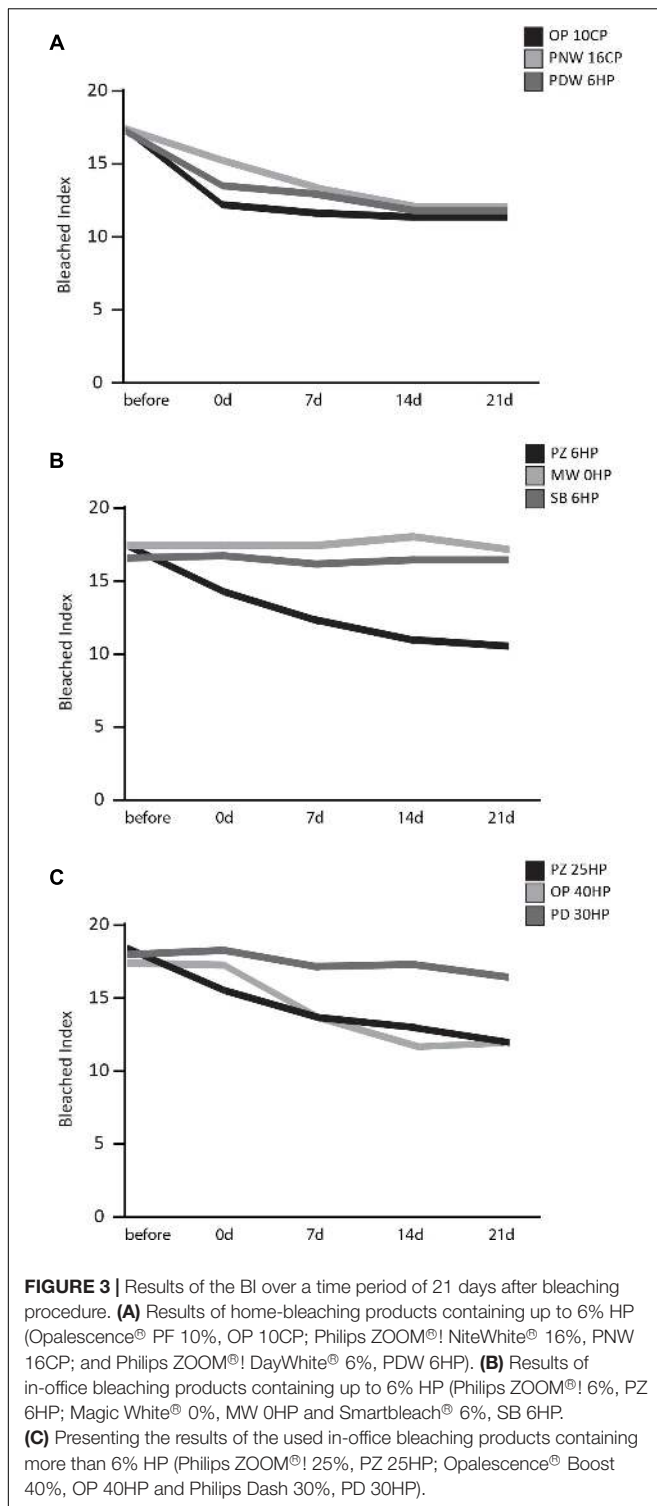 A
OP 10CP
PNW 16CP
PDW 6HP
20
15
10
5
0
Bleached Index
before 0d 7d 14d 21d
B
PZ 6HP
MW 0HP
SB 6HP
20
15
10
5
0
Bleached Index
before 0d 7d 14d 21d
C
PZ 25HP
OP 40HP
PD 30HP
20
15
10
5
0
Bleached Index
before 0d 7d 14d 21d
FIGURE 3 | Results of the BI over a time period of 21 days after bleaching
procedure. (A) Results of home-bleaching products containing up to 6% HP
(Opalescence® PF 10%, OP 10CP; Philips ZOOM®! NiteWhite® 16%, PNW
16CP; and Philips ZOOM®! DayWhite® 6%, PDW 6HP). (B) Results of
in-office bleaching products containing up to 6% HP (Philips ZOOM®! 6%, PZ
6HP; Magic White® 0%, MW 0HP and Smartbleach® 6%, SB 6HP.
(C) Presenting the results of the used in-office bleaching products containing
more than 6% HP (Philips ZOOM®! 25%, PZ 25HP; Opalescence® Boost
40%, OP 40HP and Philips Dash 30%, PD 30HP).